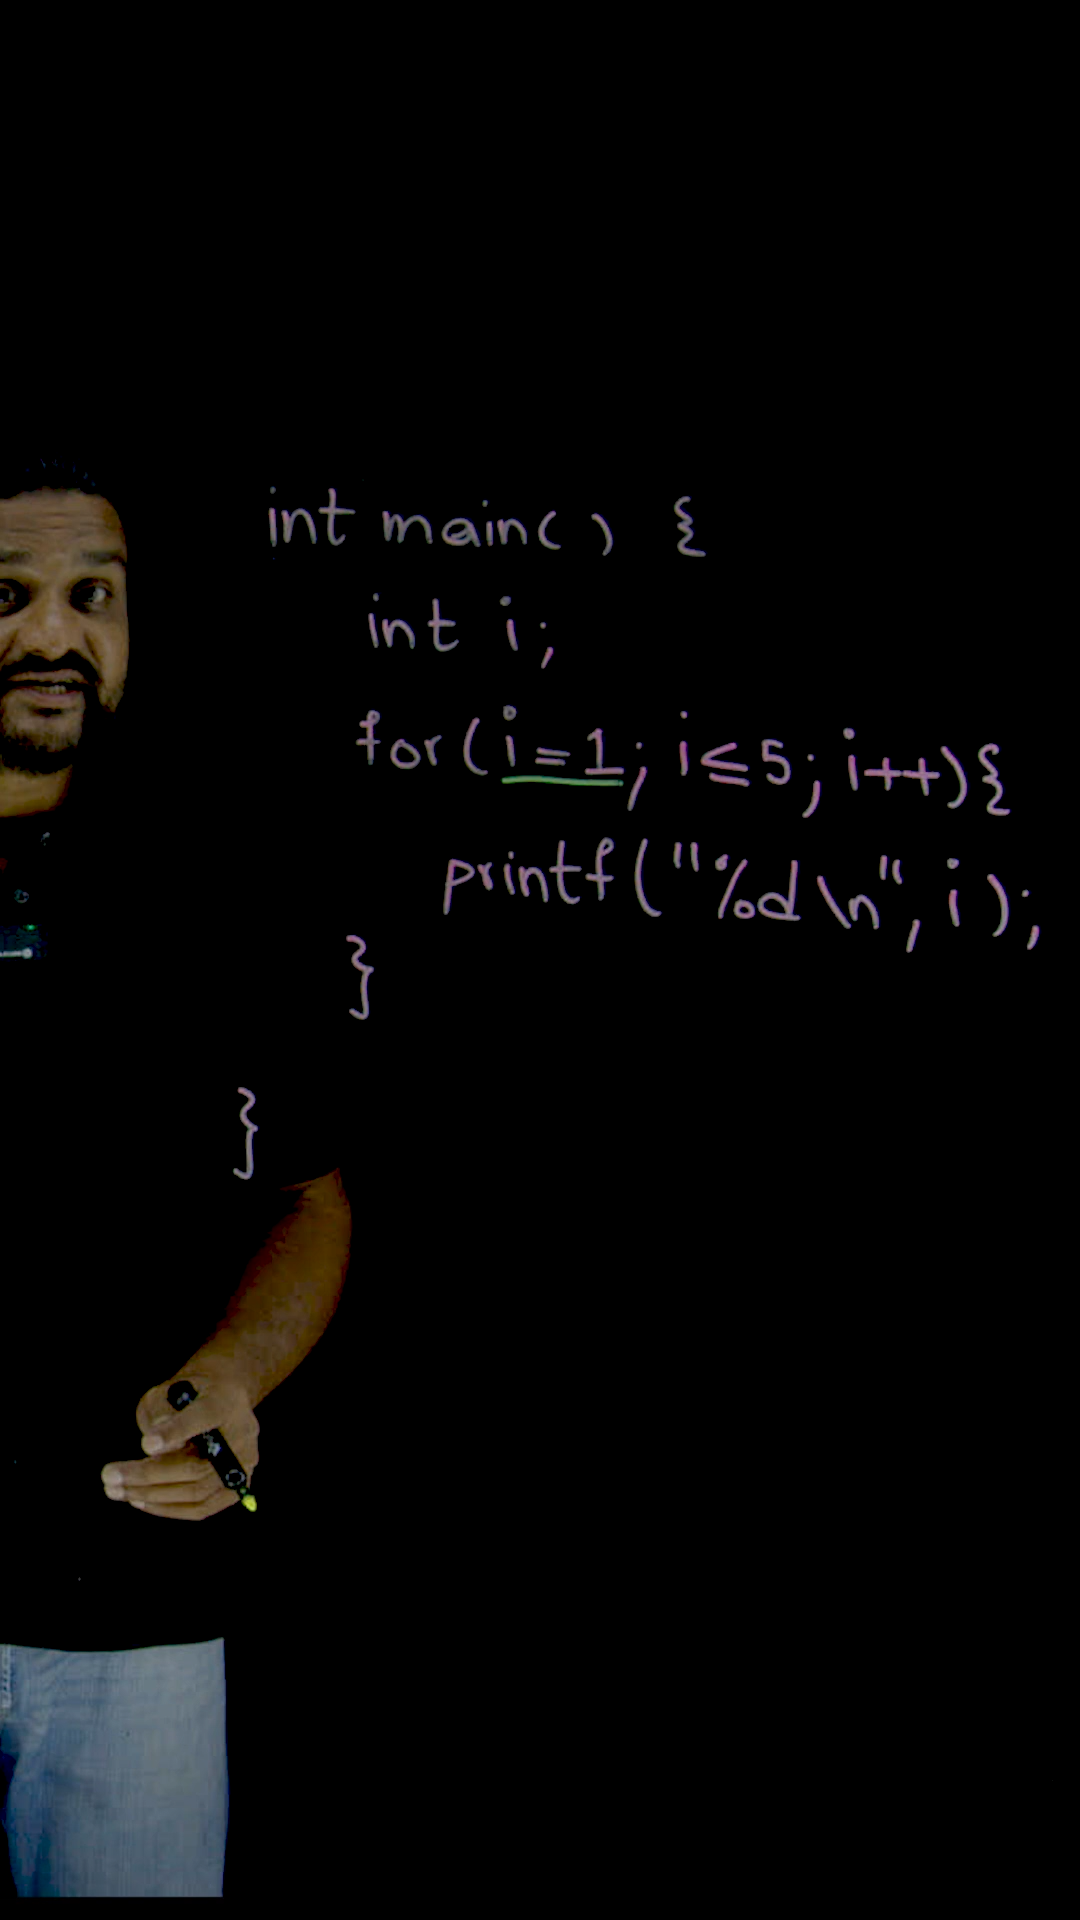 int main() {
int i;
for(i=1; i≤5; i++){
printf("%d\n", i);
}
}